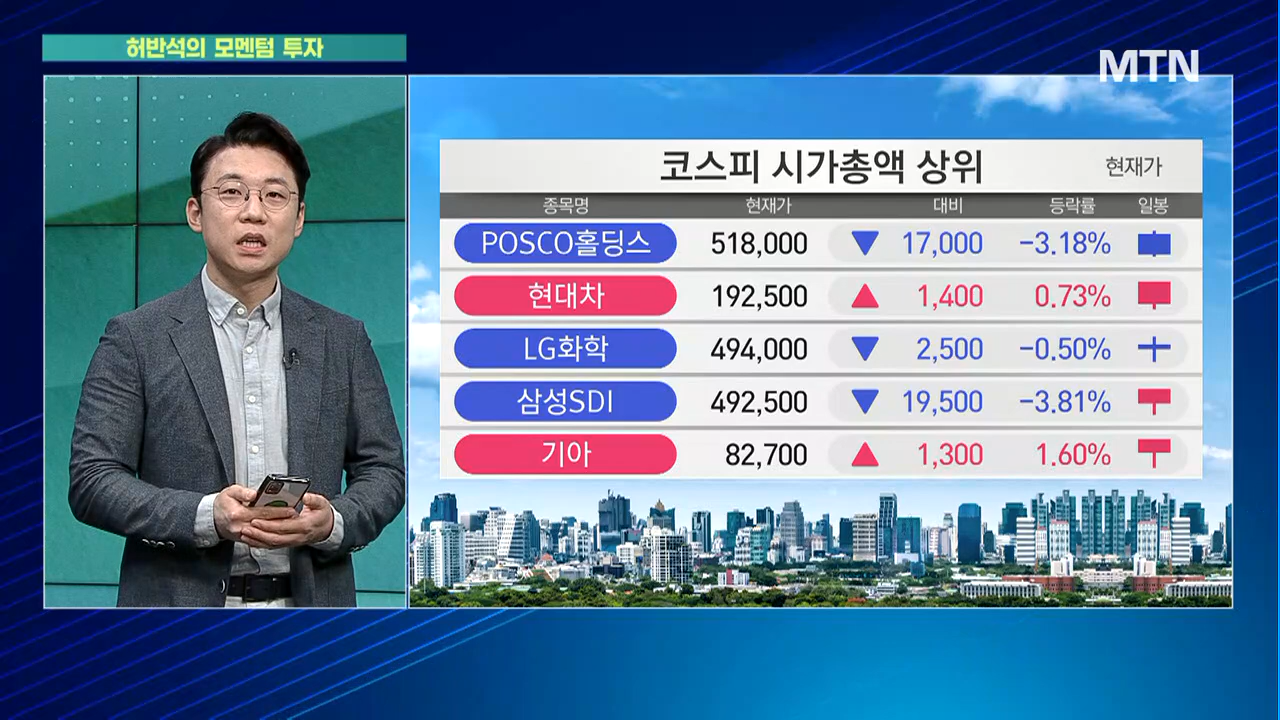 허반석의 모멘텀 투자
MTN
코스피 시가총액 상위 현재가
종목명 현재가 대비 등락률 일봉
POSCO홀딩스 518,000 ▼ 17,000 -3.18%
현대차 192,500 ▲ 1,400 0.73%
LG화학 494,000 ▼ 2,500 -0.50%
삼성SDI 492,500 ▼ 19,500 -3.81%
기아 82,700 ▲ 1,300 1.60%